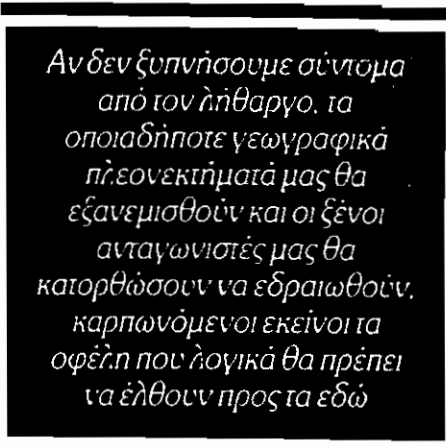 Αν δεν ξυπνήσουμε σύντομα
από τον λήθαργο, τα
οποιαδήποτε γεωγραφικά
πλεονεκτήματά μας θα
εξανεμισθούν και οι ξένοι
ανταγωνιστές μας θα
κατορθώσουν να εδραιωθούν,
καρπωνόμενοι εκείνοι τα
οφέλη που λογικά θα πρέπει
να έλθουν προς τα εδώ